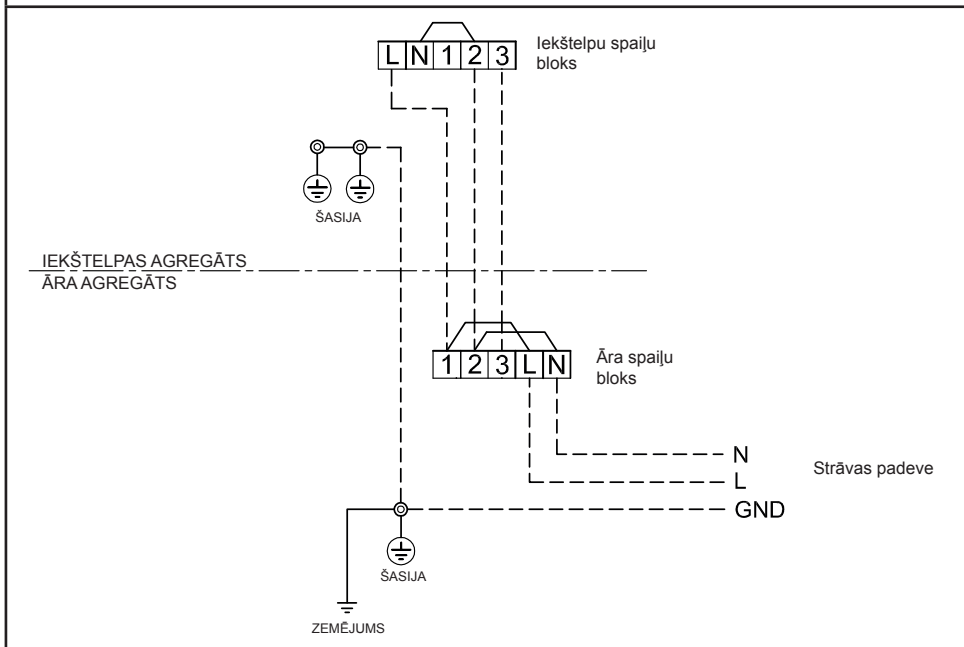 Iekštelpu spaiļu
bloks
L N 1 2 3
ŠASIJA
IEKŠTELPAS AGREGĀTS
ĀRA AGREGĀTS
1 2 3 L N
Āra spaiļu
bloks
N
L
GND
Strāvas padeve
ŠASIJA
ZEMĒJUMS